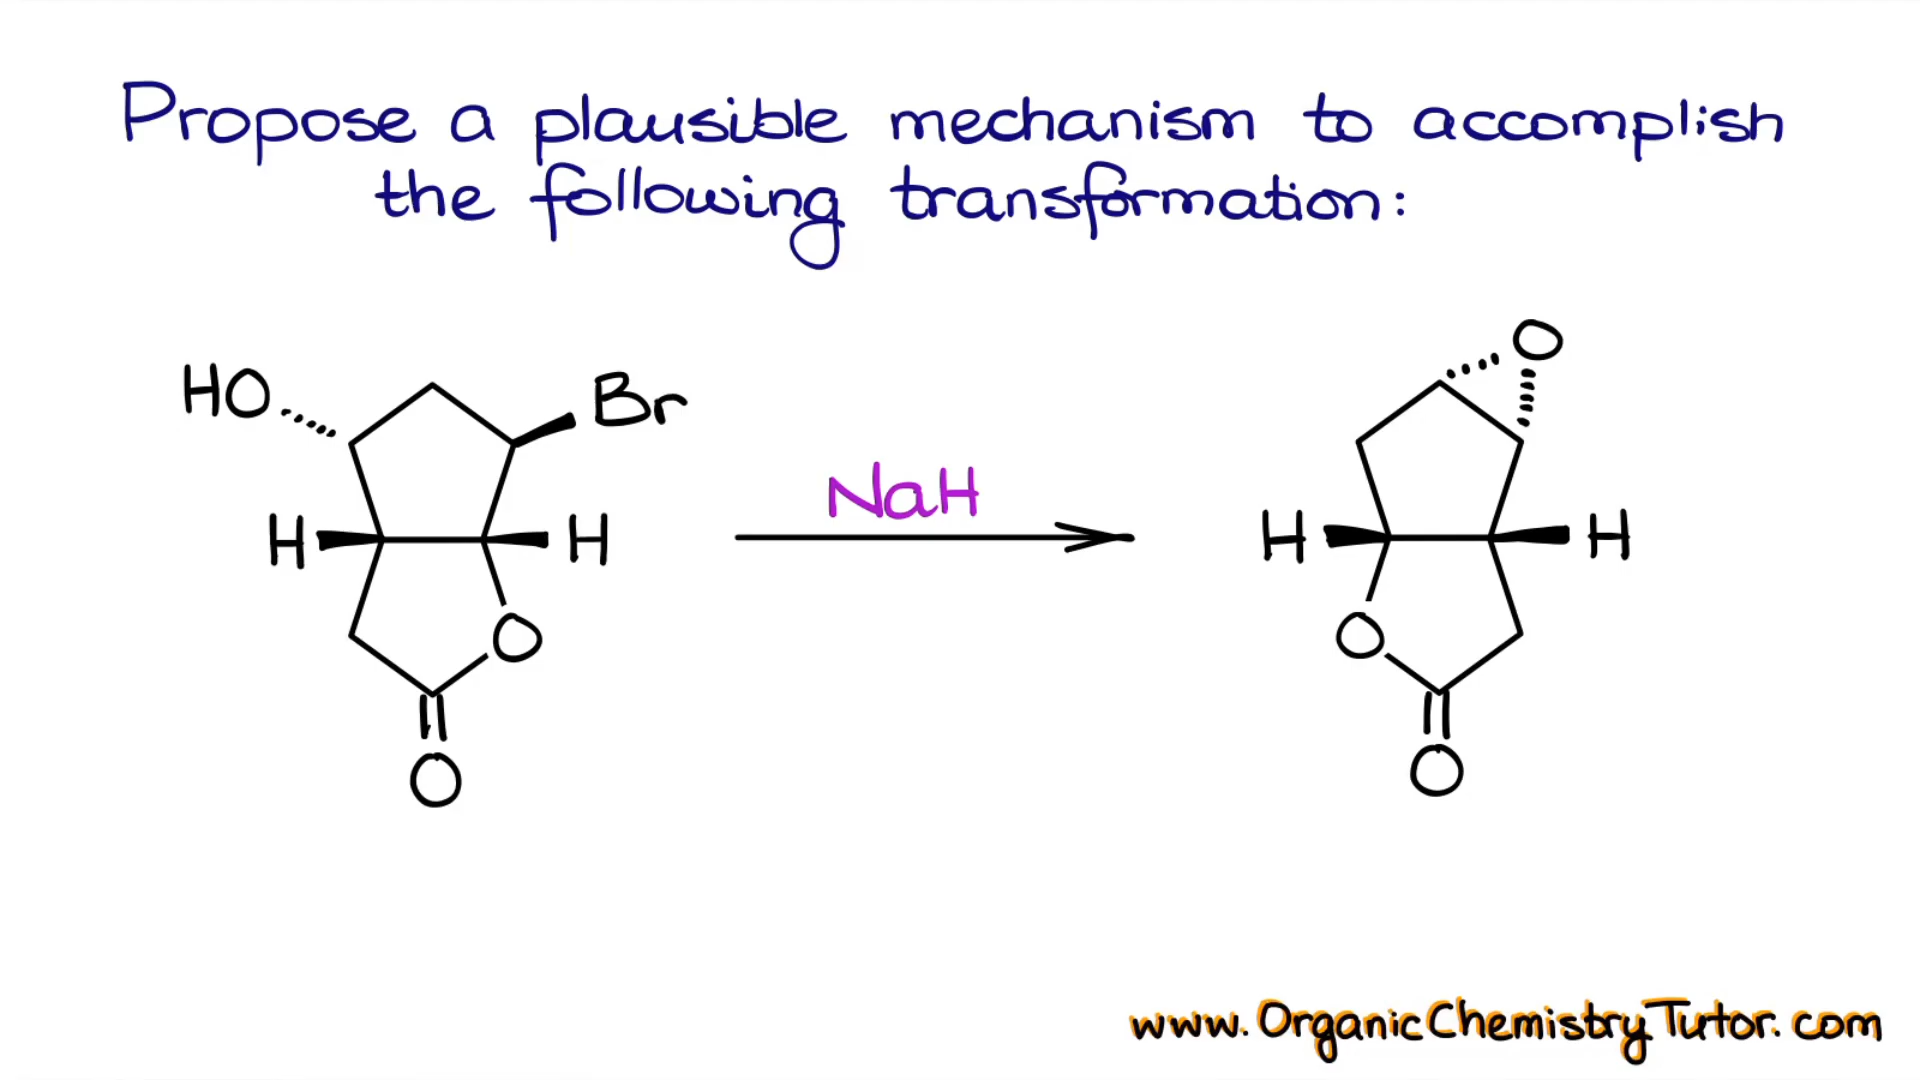 Propose a plausible mechanism to accomplish
the following transformation:
HO
Br
O
NaH
H
H
H
H
O
O
O
O
www.OrganicChemistryTutor.com